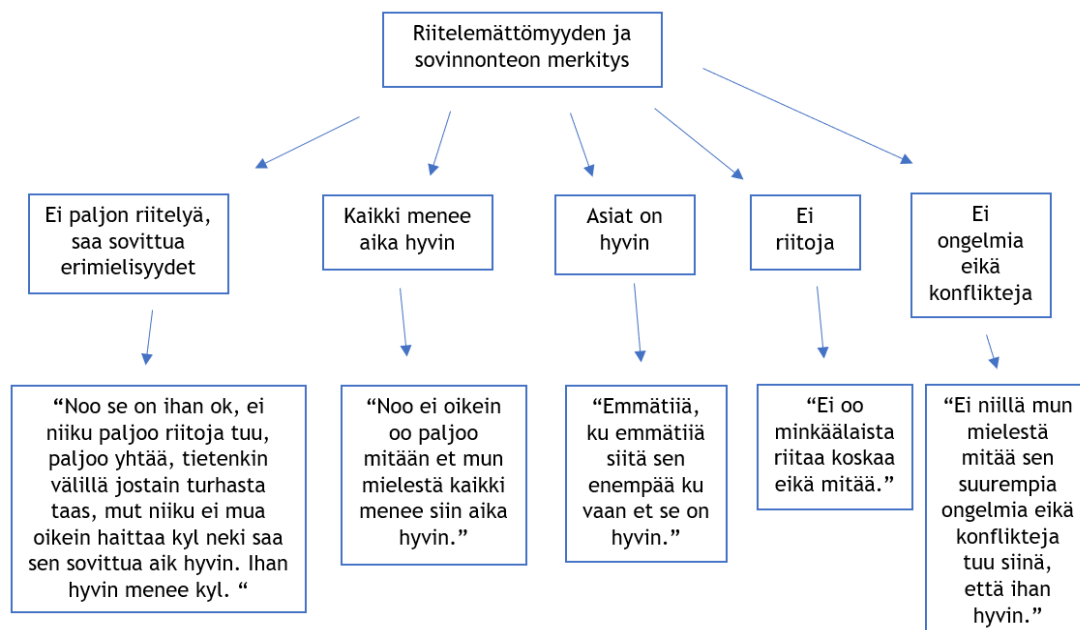 Riitelemättömyyden ja
sovinnonteon merkitys
Ei paljon riitelyä,
saa sovittua
erimielisyydet
Kaikki menee
aika hyvin
Asiat on
hyvin
Ei
riitoja
Ei
ongelmia
eikä
konflikteja
“Noo se on ihan ok, ei
niiku paljoo riitoja tuu,
paljoo yhtää, tietenkin
välillä jostain turhasta
taas, mut niiku ei mua
oikein haittaa kyl neki saa
sen sovittua aik hyvin. Ihan
hyvin menee kyl. “
“Noo ei oikein
oo paljoo
mitään et mun
mielestä kaikki
menee siin aika
hyvin.”
“Emmätiiä,
ku emmätiiä
siitä sen
enempää ku
vaan et se on
hyvin.”
“Ei oo
minkäälaista
riitaa koskaa
eikä mitää.”
“Ei niillä mun
mielestä
mitää sen
suurempia
ongelmia eikä
konflikteja
tuu siinä,
että ihan
hyvin.”